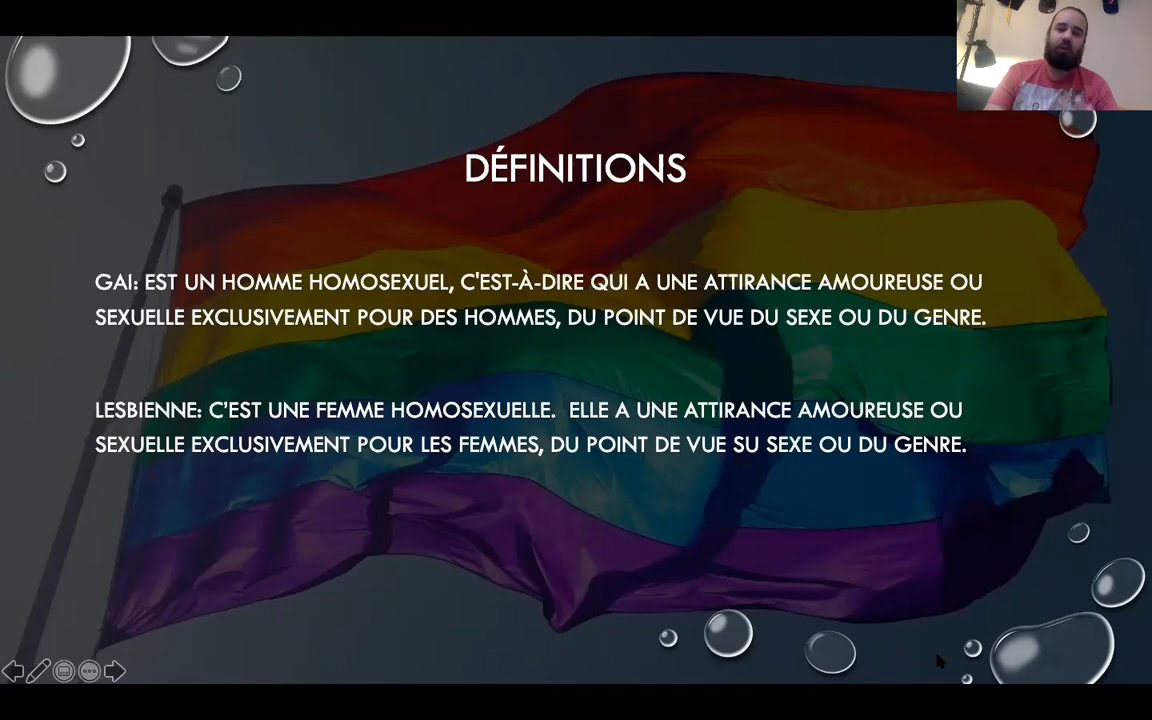 DÉFINITIONS
GAI: EST UN HOMME HOMOSEXUEL, C'EST-À-DIRE QUI A UNE ATTIRANCE AMOUREUSE OU
SEXUELLE EXCLUSIVEMENT POUR DES HOMMES, DU POINT DE VUE DU SEXE OU DU GENRE.
LESBIENNE: C'EST UNE FEMME HOMOSEXUELLE.  ELLE A UNE ATTIRANCE AMOUREUSE OU
SEXUELLE EXCLUSIVEMENT POUR LES FEMMES, DU POINT DE VUE SU SEXE OU DU GENRE.